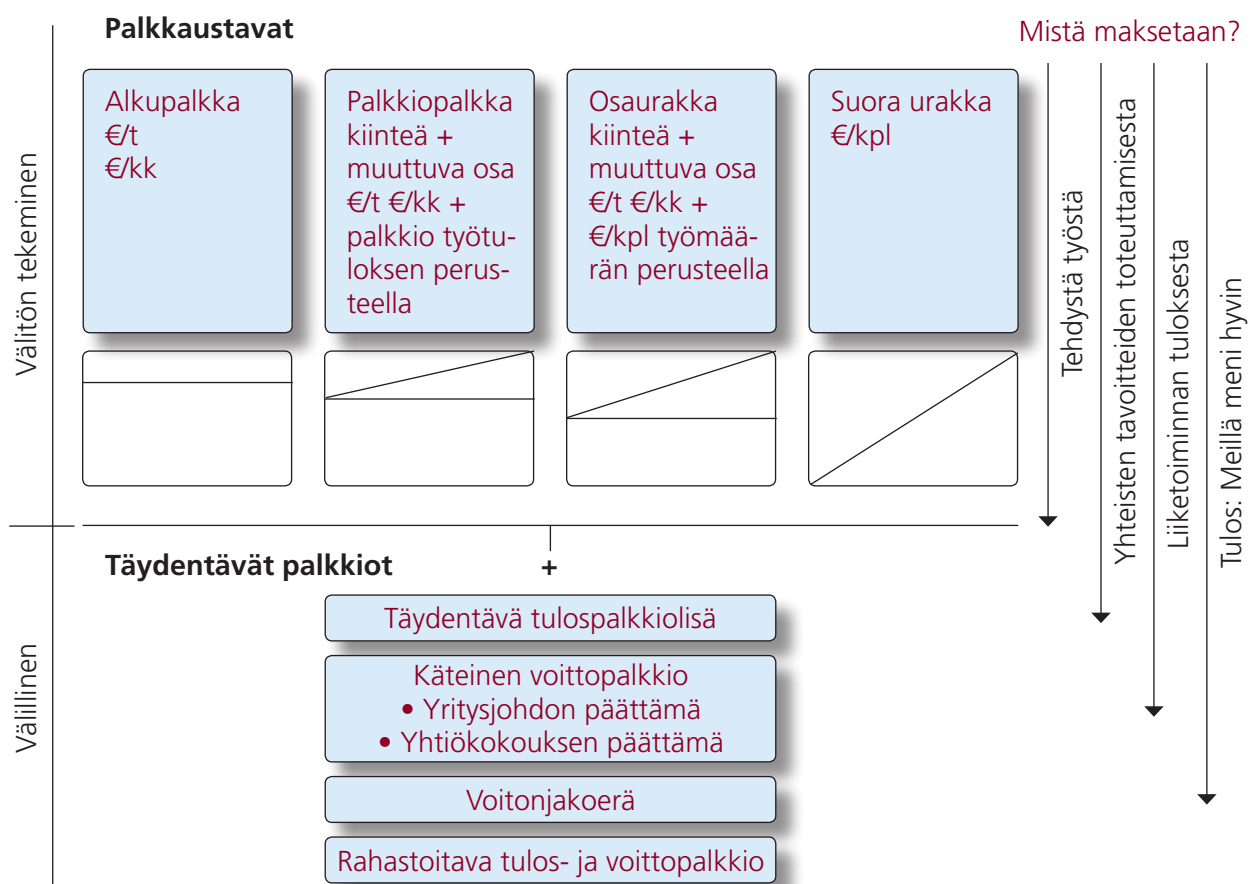 Palkkaustavat
Mistä maksetaan?
Välitön tekeminen
Alkupalkka
€/t
€/kk
Palkkiopalkka
kiinteä +
muuttuva osa
€/t €/kk +
palkkio työtu-
loksen perus-
teella
Osaurakka
kiinteä +
muuttuva osa
€/t €/kk +
€/kpl työmää-
rän perusteella
Suora urakka
€/kpl
Tehdystä työstä
Yhteisten tavoitteiden toteuttamisesta
Liiketoiminnan tuloksesta
Tulos: Meillä meni hyvin
Välillinen
Täydentävät palkkiot
+
Täydentävä tulospalkkiolisä
Käteinen voittopalkkio
• Yritysjohdon päättämä
• Yhtiökokouksen päättämä
Voitonjakoerä
Rahastoitava tulos- ja voittopalkkio